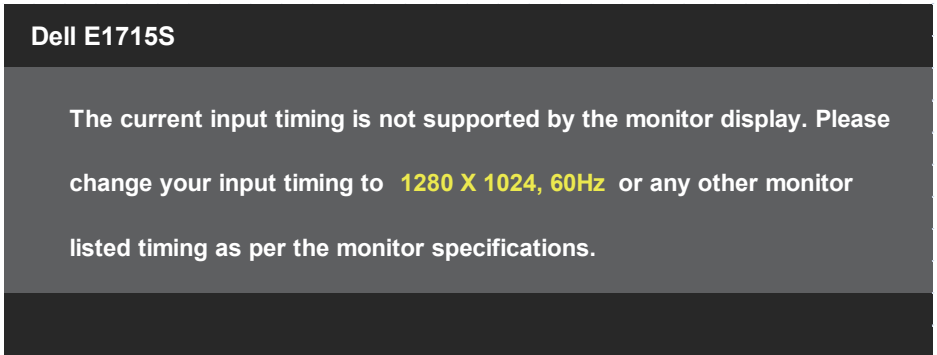 Dell E1715S
The current input timing is not supported by the monitor display. Please
change your input timing to 1280 X 1024, 60Hz or any other monitor
listed timing as per the monitor specifications.